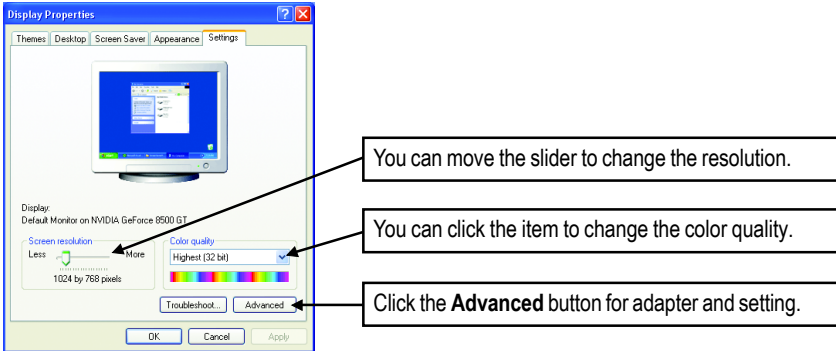 Display Properties
Themes Desktop Screen Saver Appearance Settings
You can move the slider to change the resolution.
Display:
Default Monitor on NVIDIA GeForce 8500 GT
You can click the item to change the color quality.
Screen resolution
Less More
1024 by 768 pixels
Color quality
Highest (32 bit)
Troubleshoot... Advanced
Click the Advanced button for adapter and setting.
OK Cancel Apply